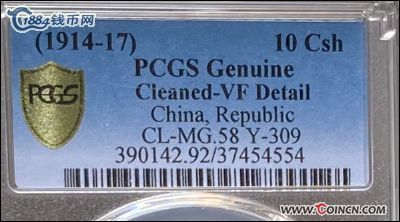 1884钱币网
(1914-17) 10 Csh
PCGS Genuine
PCGS
Cleaned-VF Detail
China, Republic
CL-MG.58 Y-309
390142.92/37454554
www.COINCN.com